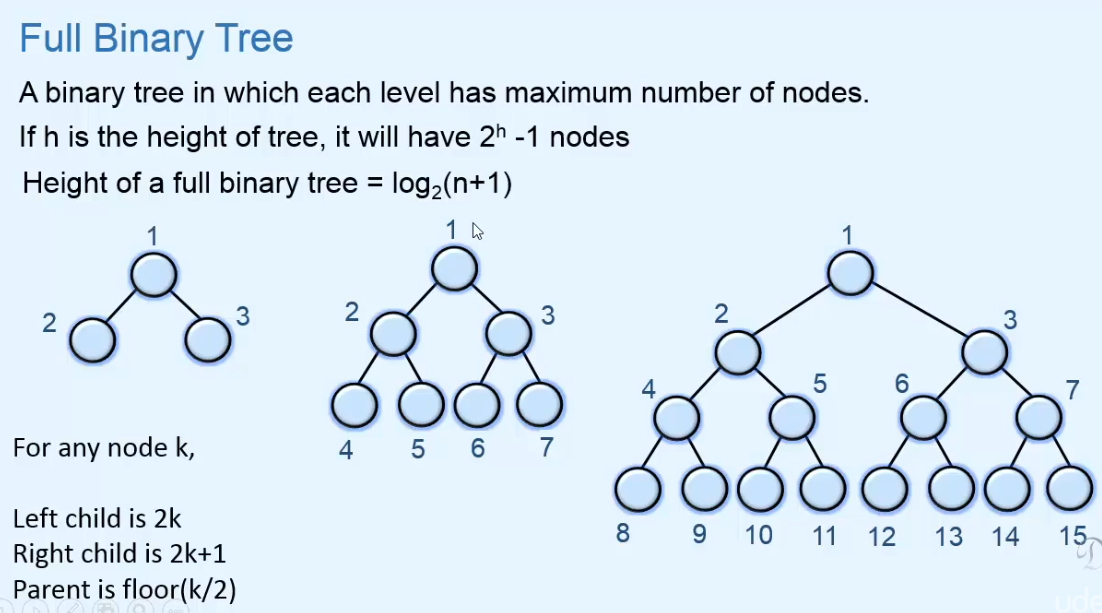 Full Binary Tree
A binary tree in which each level has maximum number of nodes.
If h is the height of tree, it will have 2ʰ -1 nodes
Height of a full binary tree = log₂(n+1)
1
2 3
1
2 3
4 5 6 7
1
2 3
4 5 6 7
8 9 10 11 12 13 14 15
For any node k,
Left child is 2k
Right child is 2k+1
Parent is floor(k/2)